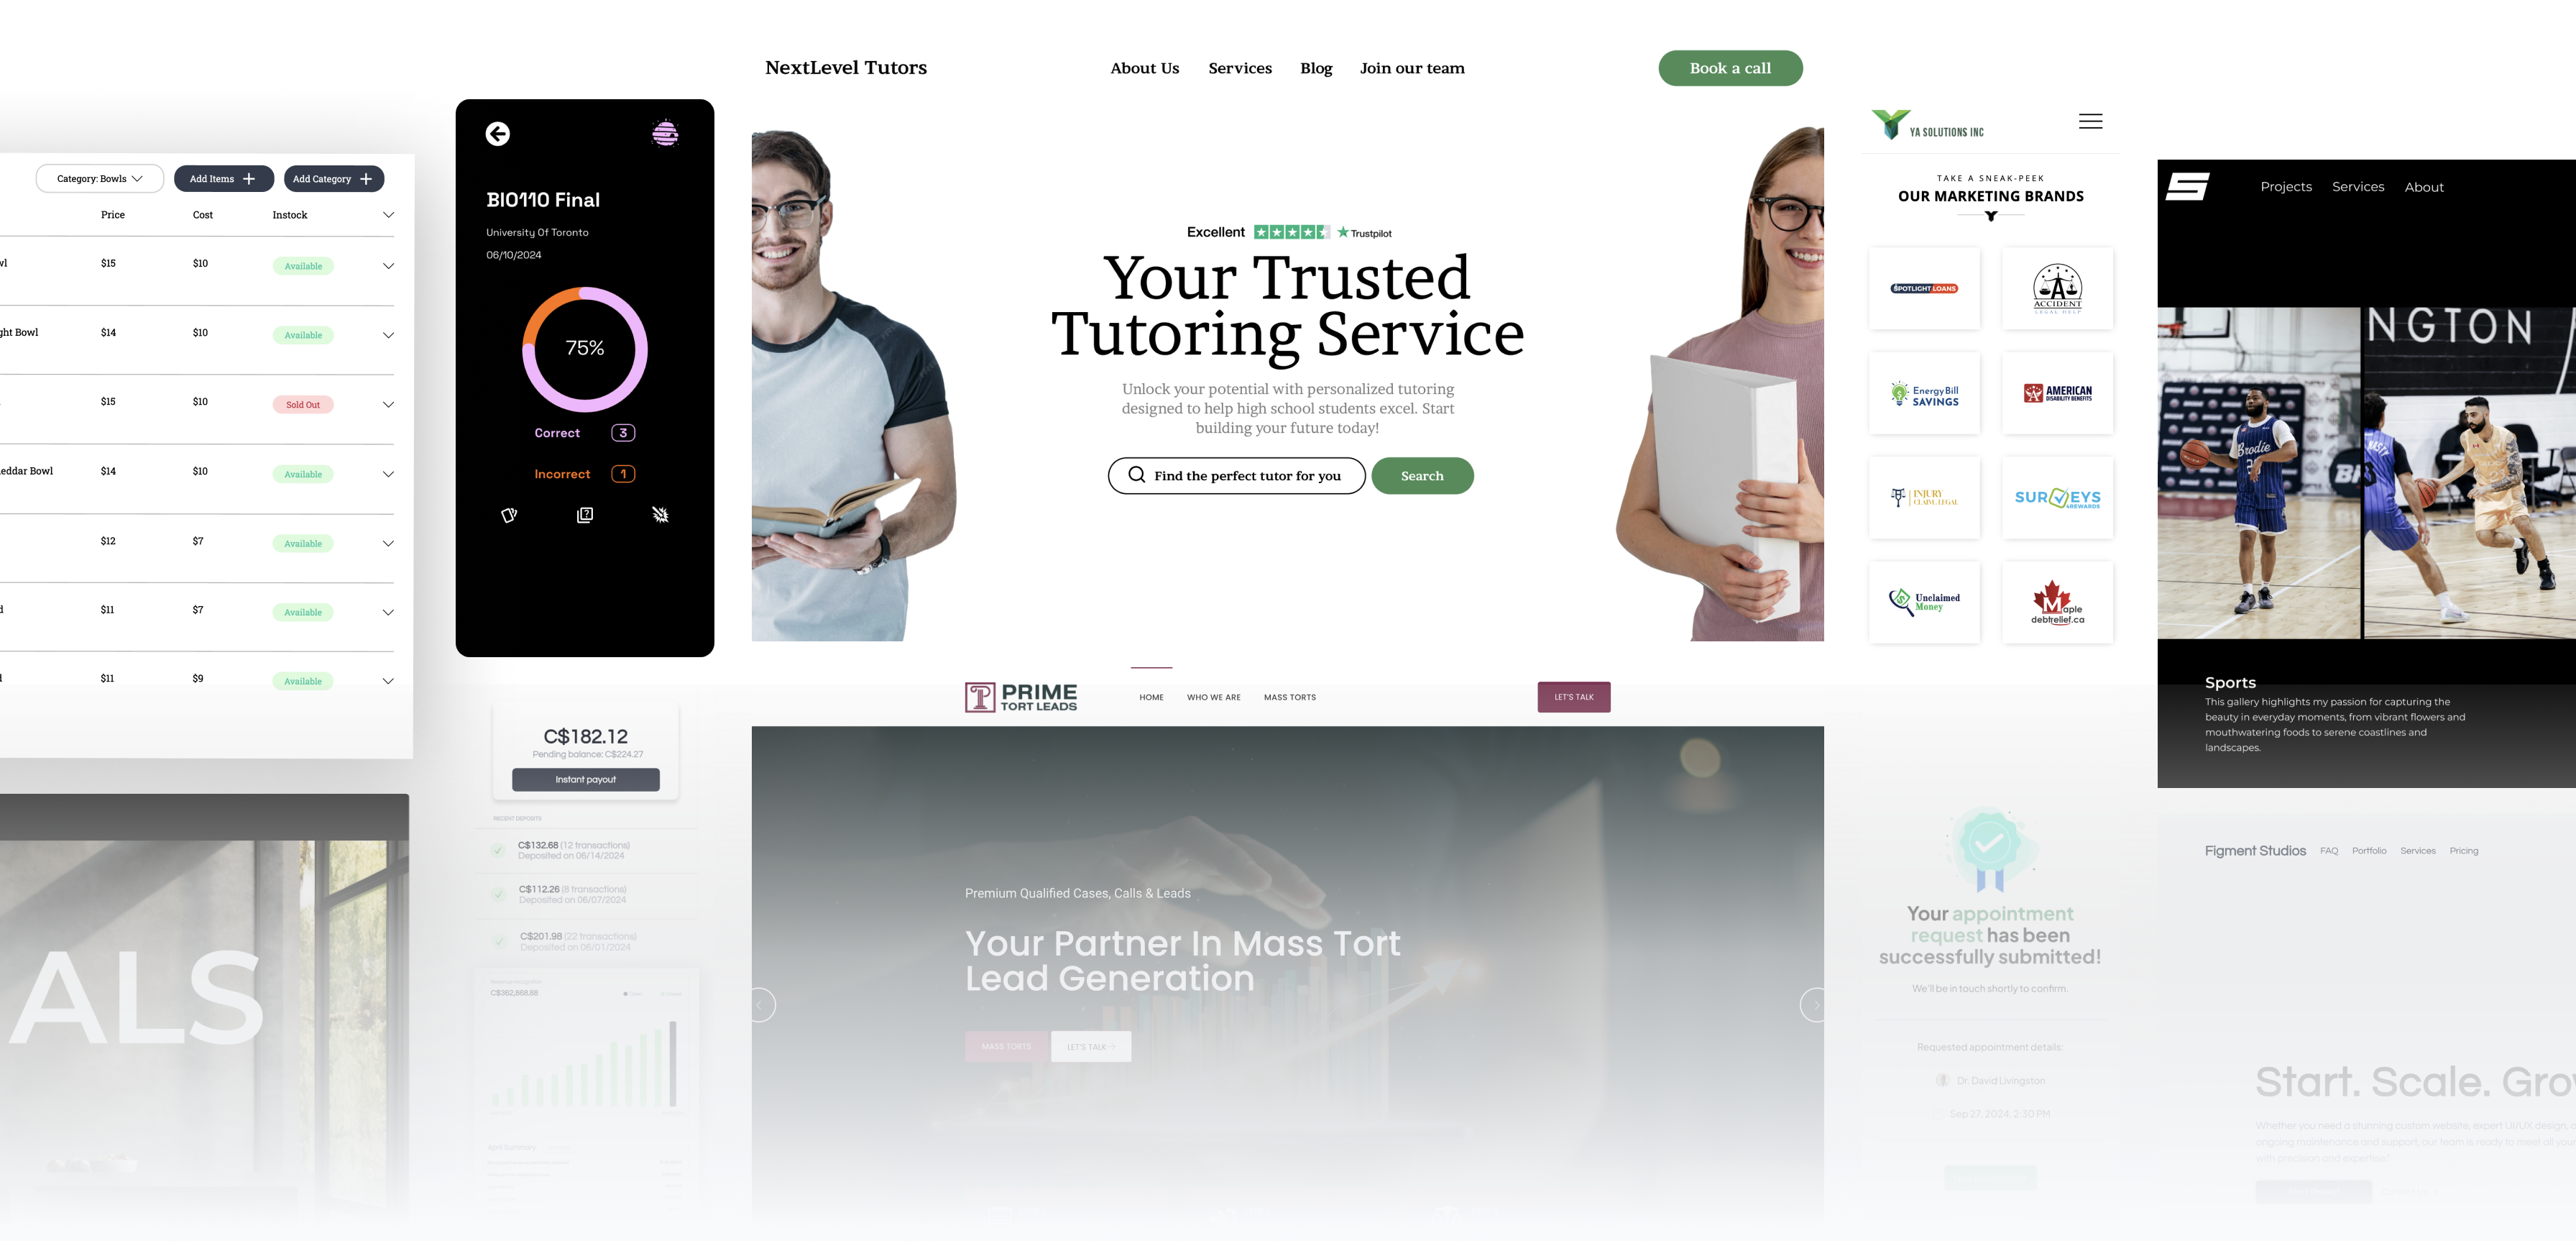 NextLevel Tutors
About Us
Services
Blog
Join our team
Book a call
Excellent
Trustpilot
Your Trusted
Tutoring Service
Unlock your potential with personalized tutoring
designed to help high school students excel. Start
building your future today!
Find the perfect tutor for you
Search
Category: Bowls
Add Items
Add Category
Price
Cost
Instock
$15
$10
Available
ght Bowl
$14
$10
Available
$15
$10
Sold Out
eddar Bowl
$14
$10
Available
$12
$7
Available
$11
$7
Available
$11
$9
Available
ALS
BIO110 Final
University Of Toronto
06/10/2024
75%
Correct 3
Incorrect 1
C$182.12
Pending balance: C$224.27
Instant payout
RECENT DEPOSITS
C$132.68 (12 transactions)
Deposited on 06/14/2024
C$112.26 (8 transactions)
Deposited on 06/07/2024
C$201.98 (22 transactions)
Deposited on 06/01/2024
C$362,868.88
April Summary
PRIME
TORT LEADS
HOME
WHO WE ARE
MASS TORTS
LET'S TALK
Premium Qualified Cases, Calls & Leads
Your Partner In Mass Tort
Lead Generation
MASS TORTS
LET'S TALK
YA SOLUTIONS INC
TAKE A SNEAK-PEEK
OUR MARKETING BRANDS
SPOTLIGHT LOANS
ACCIDENT
LEGAL HELP
Energy Bill
SAVINGS
AMERICAN
DISABILITY BENEFITS
INJURY
CLAIM.LEGAL
SURVEYS
4REWARDS
Unclaimed
Money
Maple
debtrelief.ca
Your appointment
request has been
successfully submitted!
We'll be in touch shortly to confirm.
Requested appointment details:
Dr. David Livingston
Sep 27, 2024, 2:30 PM
Projects
Services
About
NGTON
Brodie
Sports
This gallery highlights my passion for capturing the
beauty in everyday moments, from vibrant flowers and
mouthwatering foods to serene coastlines and
landscapes.
Figment Studios
FAQ
Portfolio
Services
Pricing
Start. Scale. Gro
Whether you need a stunning custom website, expert UI/UX design, o
ongoing maintenance and support, our team is ready to meet all your
with precision and expertise"